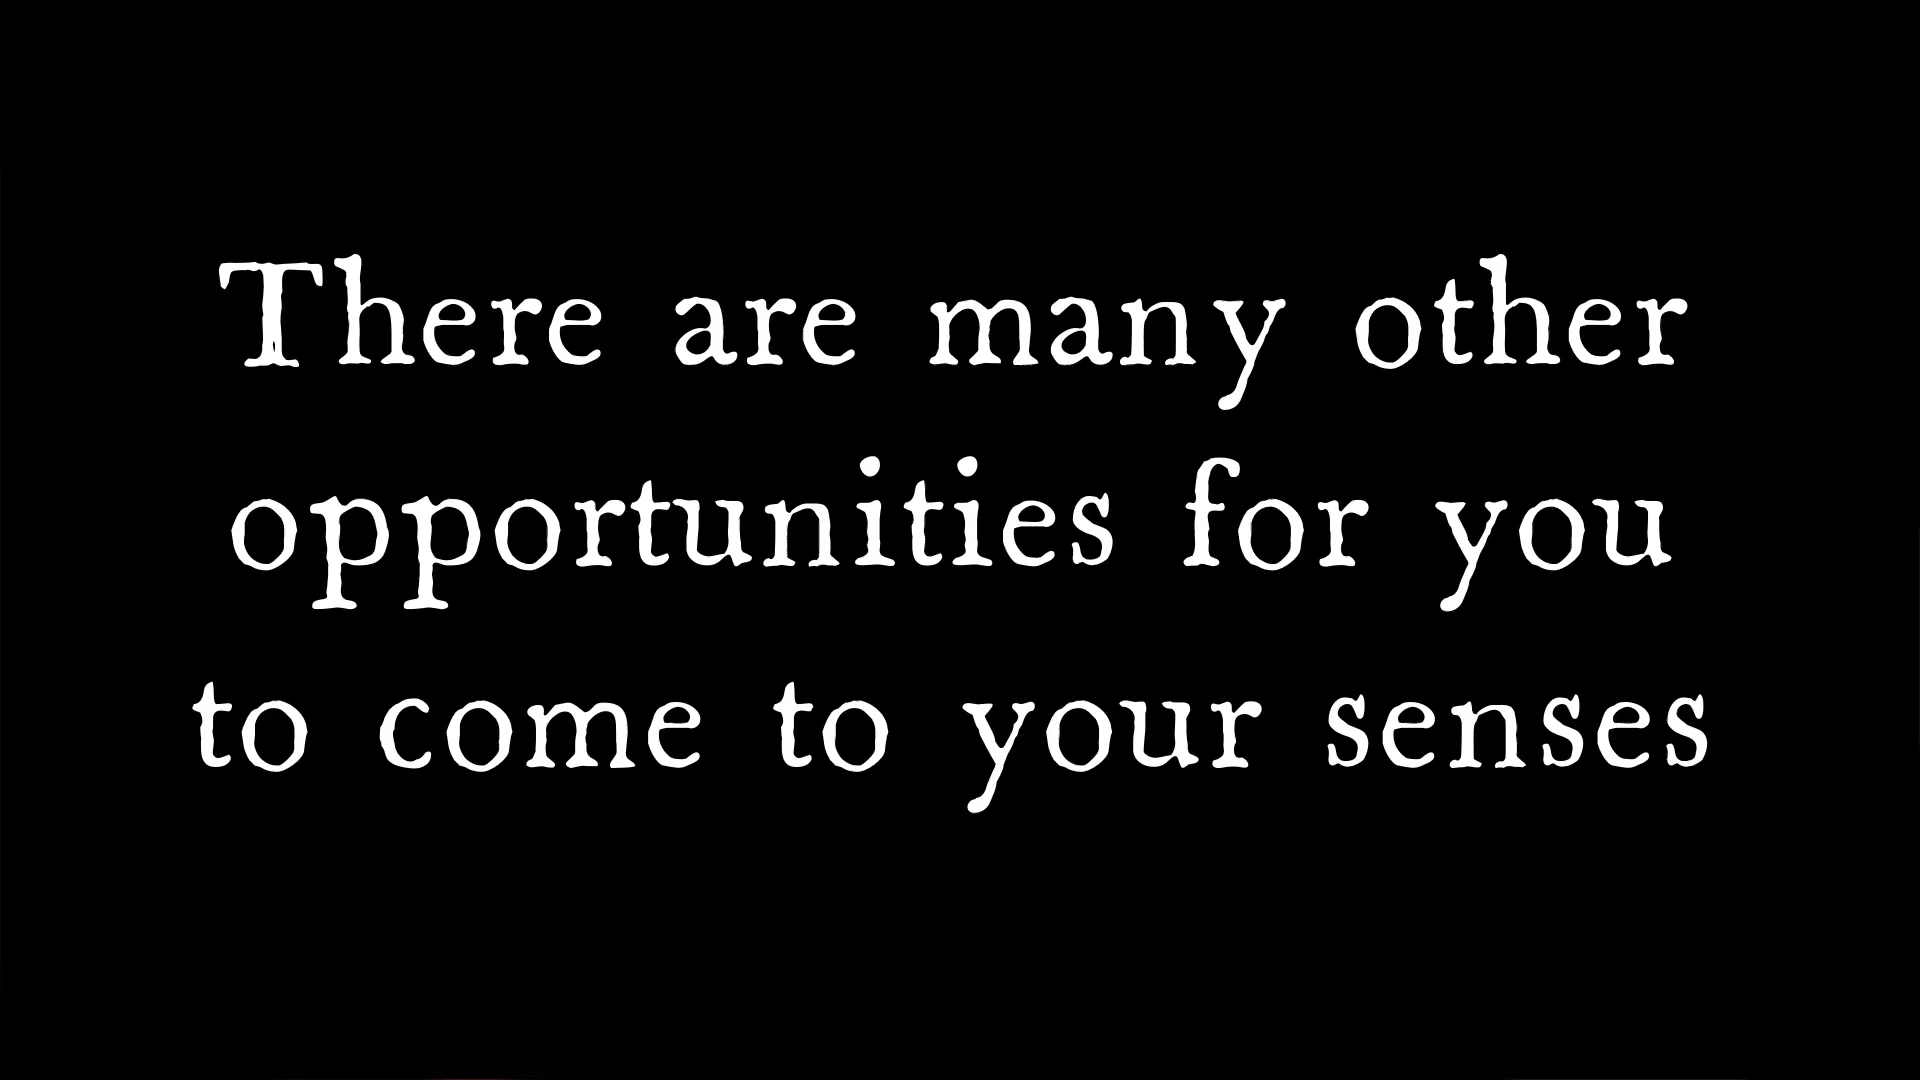 There are many other
opportunities for you
to come to your senses